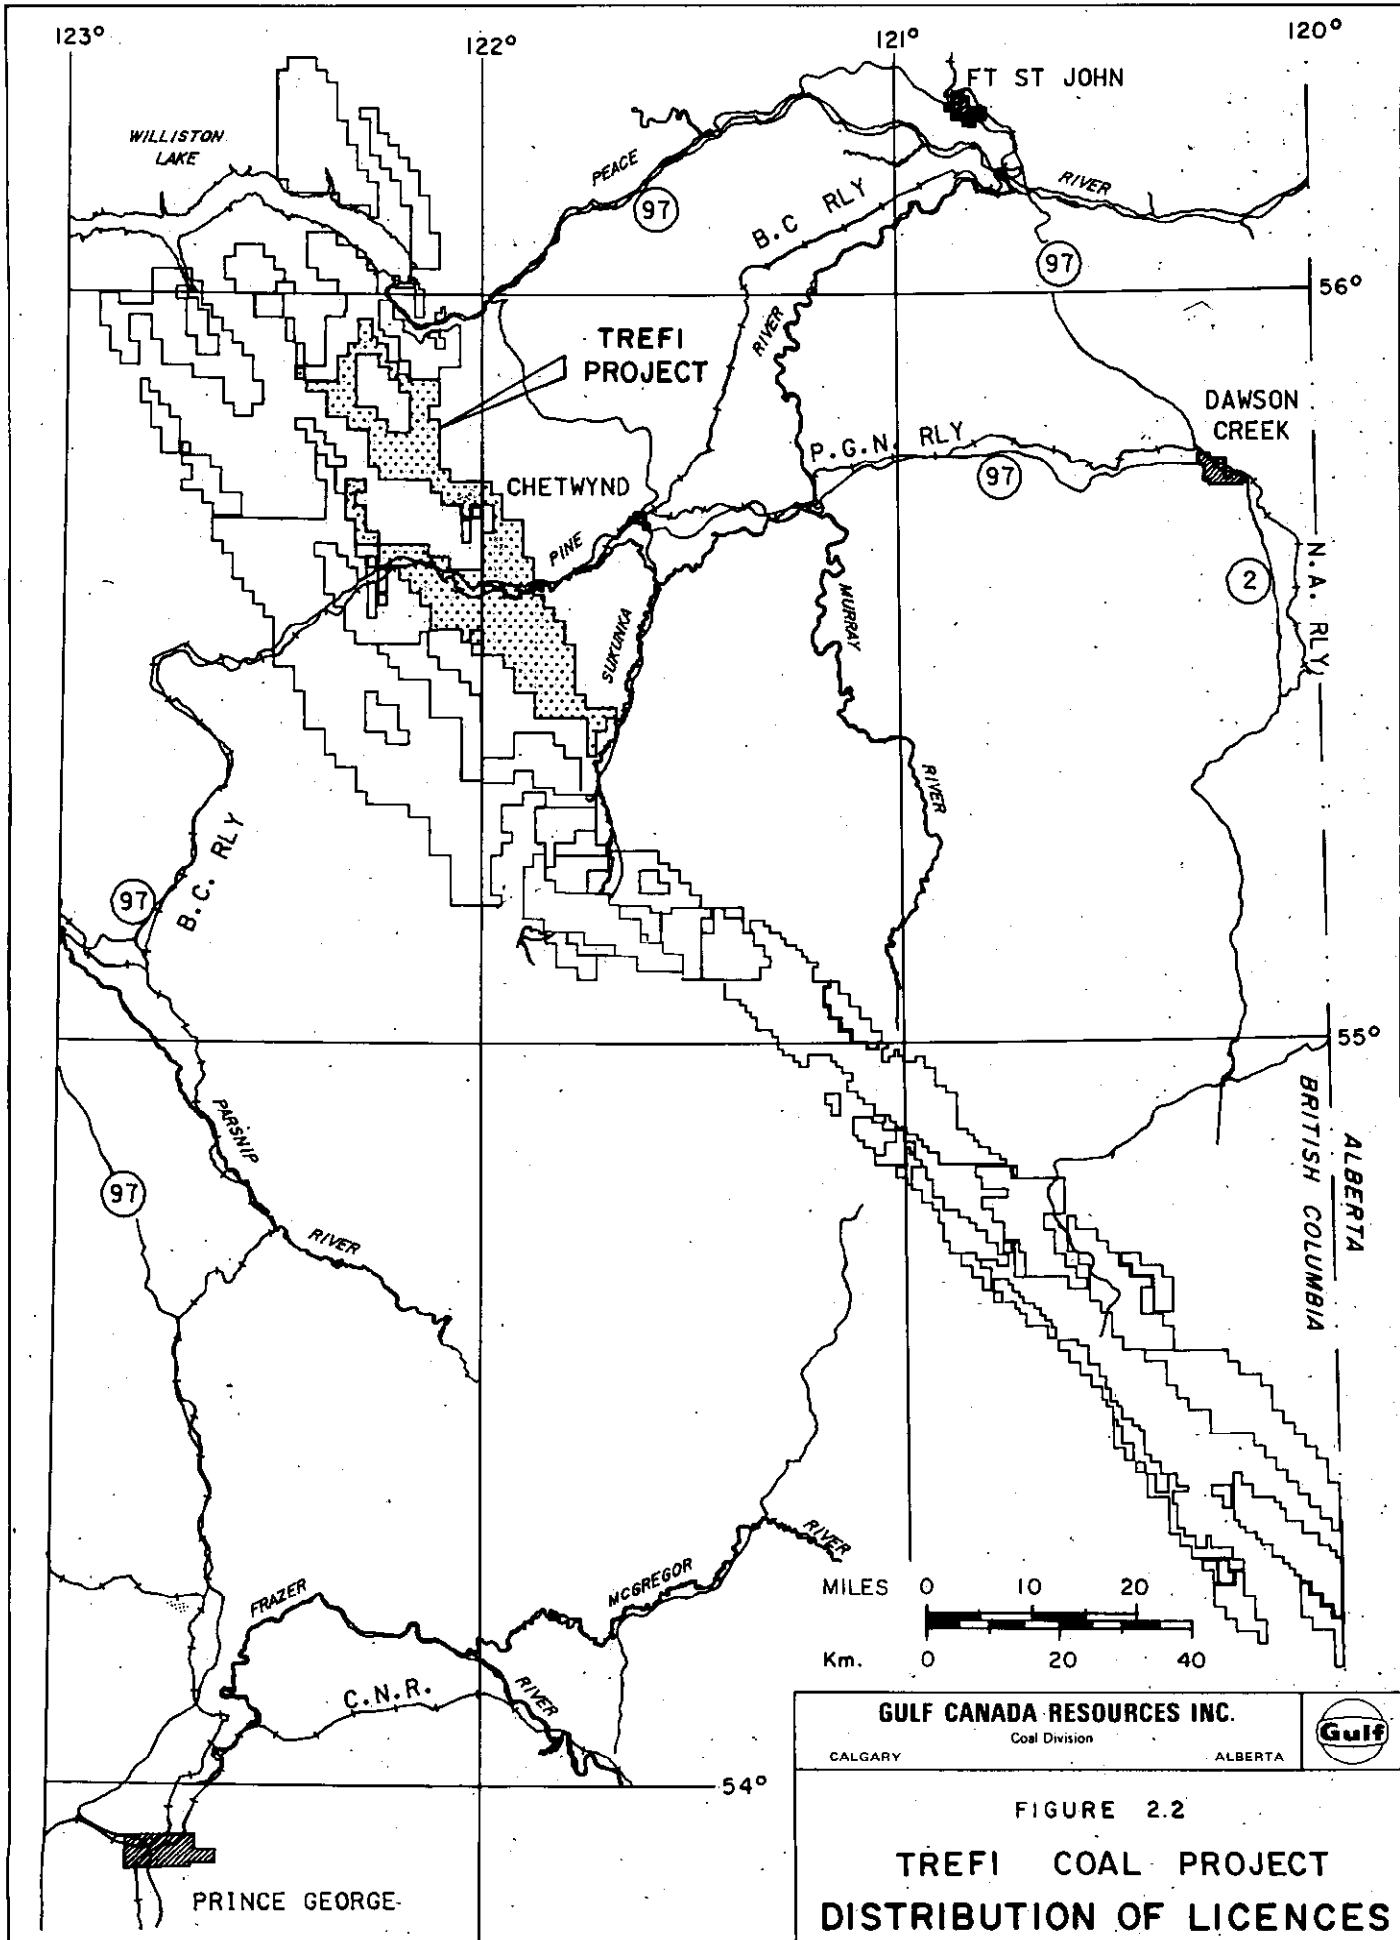 123°
122°
121°
120°
FT ST JOHN
WILLISTON
LAKE
PEACE
97
RIVER
B.C RLY
97
56°
TREFI
PROJECT
RIVER
DAWSON
CREEK
P.G.N. RLY
97
CHETWYND
PINE
N.A. RLY,
2
MURRAY
SUKUNKA
RIVER
B.C. RLY
97
55°
PARSNIP
97
RIVER
BRITISH COLUMBIA
ALBERTA
RIVER
MCGREGOR
FRAZER
RIVER
C.N.R.
54°
PRINCE GEORGE
MILES 0 10 20
Km. 0 20 40
GULF CANADA RESOURCES INC.
Coal Division
CALGARY ALBERTA
Gulf
FIGURE 2.2
TREFI COAL PROJECT
DISTRIBUTION OF LICENCES